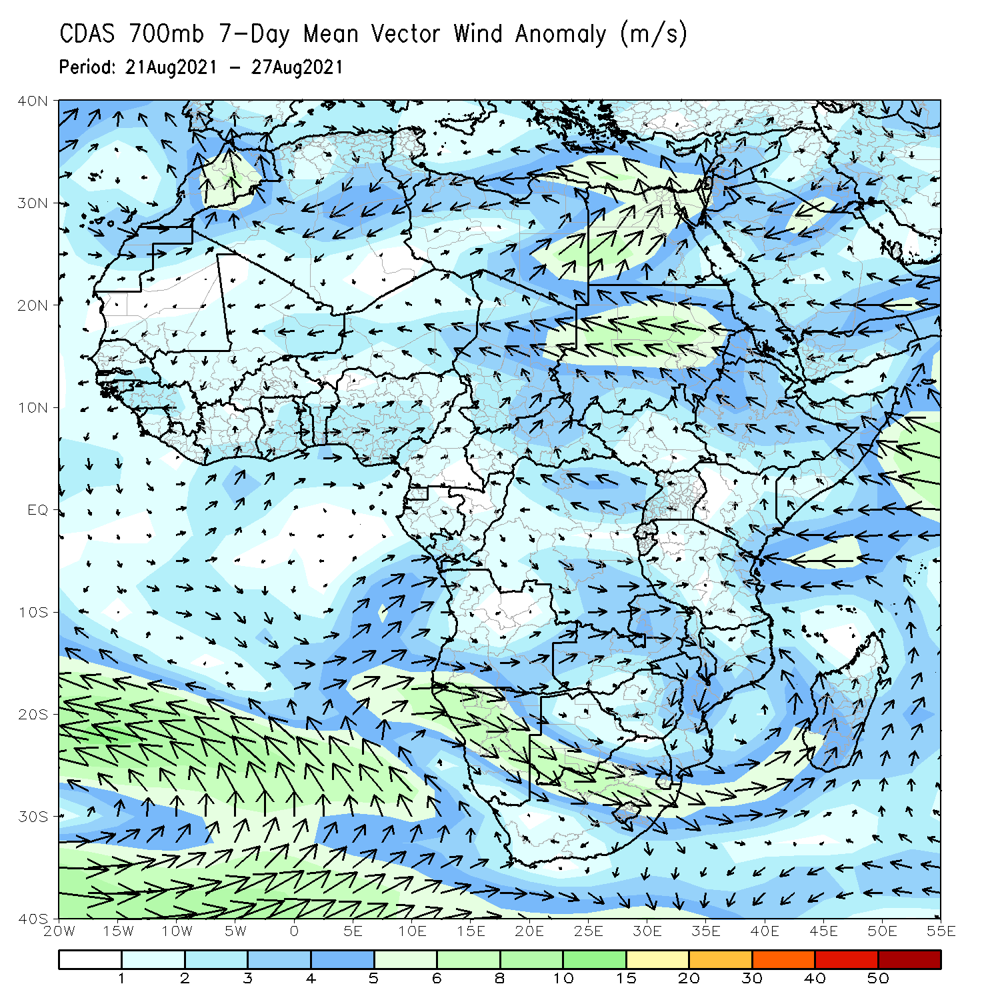 CDAS 700mb 7-Day Mean Vector Wind Anomaly (m/s)
Period: 21Aug2021 - 27Aug2021
40N
30N
20N
10N
EQ
10S
20S
30S
40S
20W 15W 10W 5W 0 5E 10E 15E 20E 25E 30E 35E 40E 45E 50E 55E
1 2 3 4 5 6 8 10 15 20 30 40 50